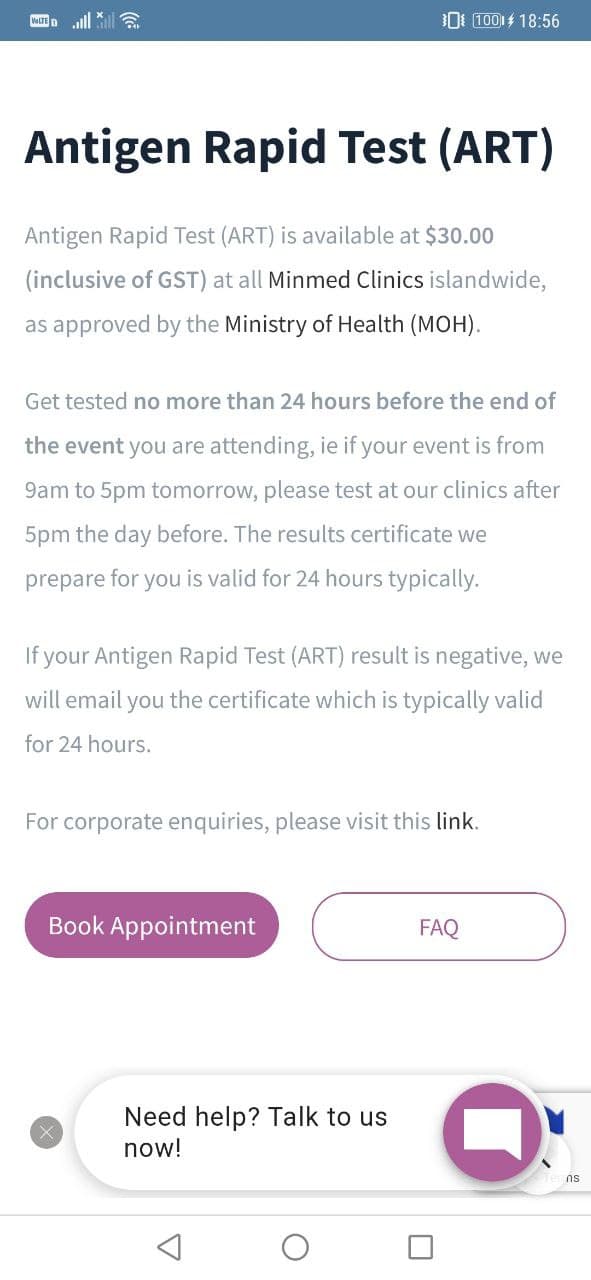 VoLTE 100 18:56
Antigen Rapid Test (ART)
Antigen Rapid Test (ART) is available at $30.00
(inclusive of GST) at all Minmed Clinics islandwide,
as approved by the Ministry of Health (MOH).
Get tested no more than 24 hours before the end of
the event you are attending, ie if your event is from
9am to 5pm tomorrow, please test at our clinics after
5pm the day before. The results certificate we
prepare for you is valid for 24 hours typically.
If your Antigen Rapid Test (ART) result is negative, we
will email you the certificate which is typically valid
for 24 hours.
For corporate enquiries, please visit this link.
Book Appointment
FAQ
Need help? Talk to us
now!